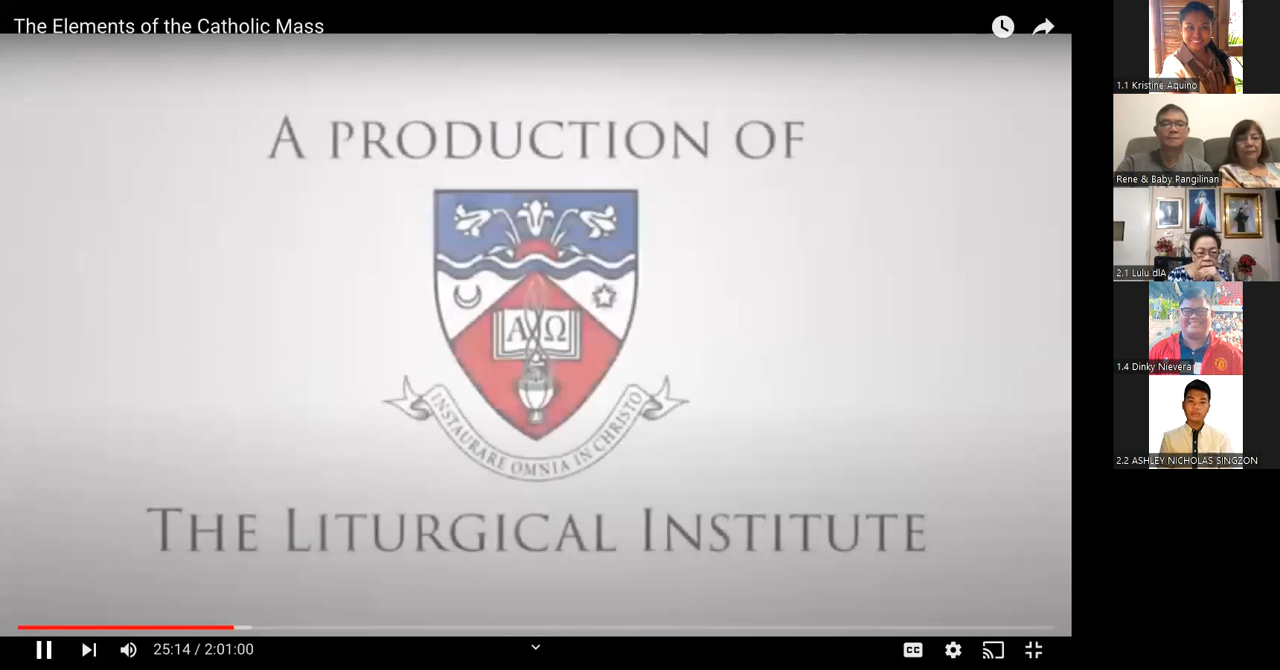 The Elements of the Catholic Mass
A PRODUCTION OF
A Ω
INSTAURARE OMNIA IN CHRISTO
THE LITURGICAL INSTITUTE
25:14 / 2:01:00
CC
1.1 Kristine Aquino
Rene & Baby Pangilinan
2.1 Lulu dlA
1.4 Dinky Nievera
2.2 ASHLEY NICHOLAS SINGZON